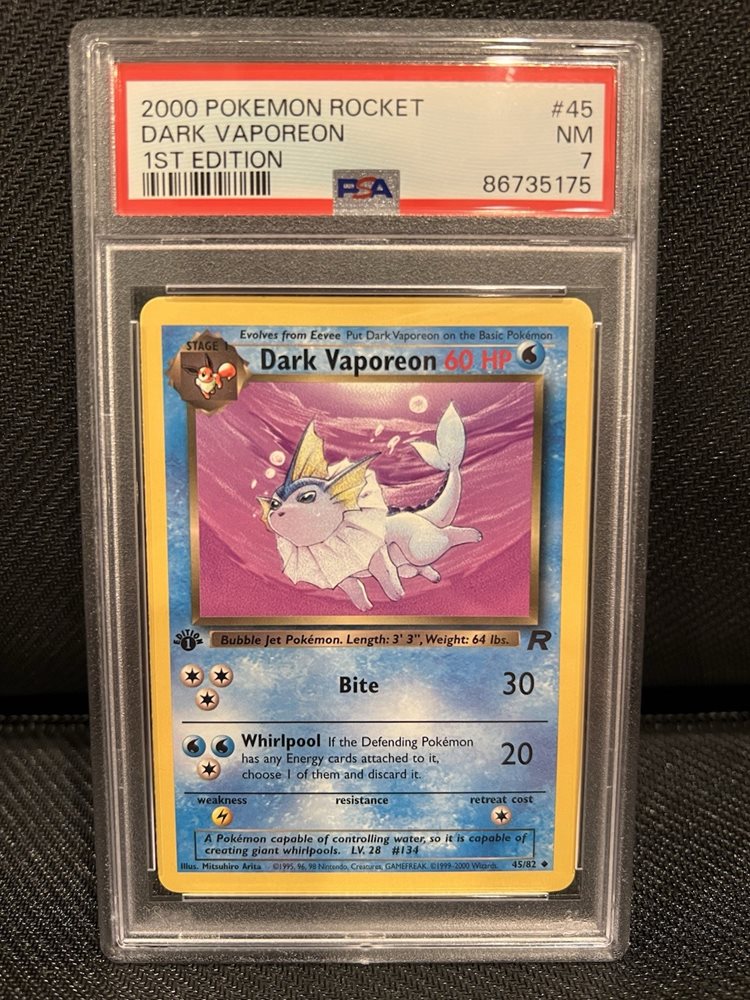 2000 POKEMON ROCKET #45
DARK VAPOREON NM
1ST EDITION 7
PSA 86735175
Evolves from Eevee Put Dark Vaporeon on the Basic Pokémon
STAGE 1
Dark Vaporeon 60 HP
EDITION 1
Bubble Jet Pokémon. Length: 3' 3", Weight: 64 lbs. R
Bite 30
Whirlpool If the Defending Pokémon
has any Energy cards attached to it, 20
choose 1 of them and discard it.
weakness resistance retreat cost
A Pokémon capable of controlling water, so it is capable of
creating giant whirlpools. LV. 28 #134
Illus. Mitsuhiro Arita ©1995, 96, 98 Nintendo, Creatures, GAMEFREAK. ©1999-2000 Wizards. 45/82